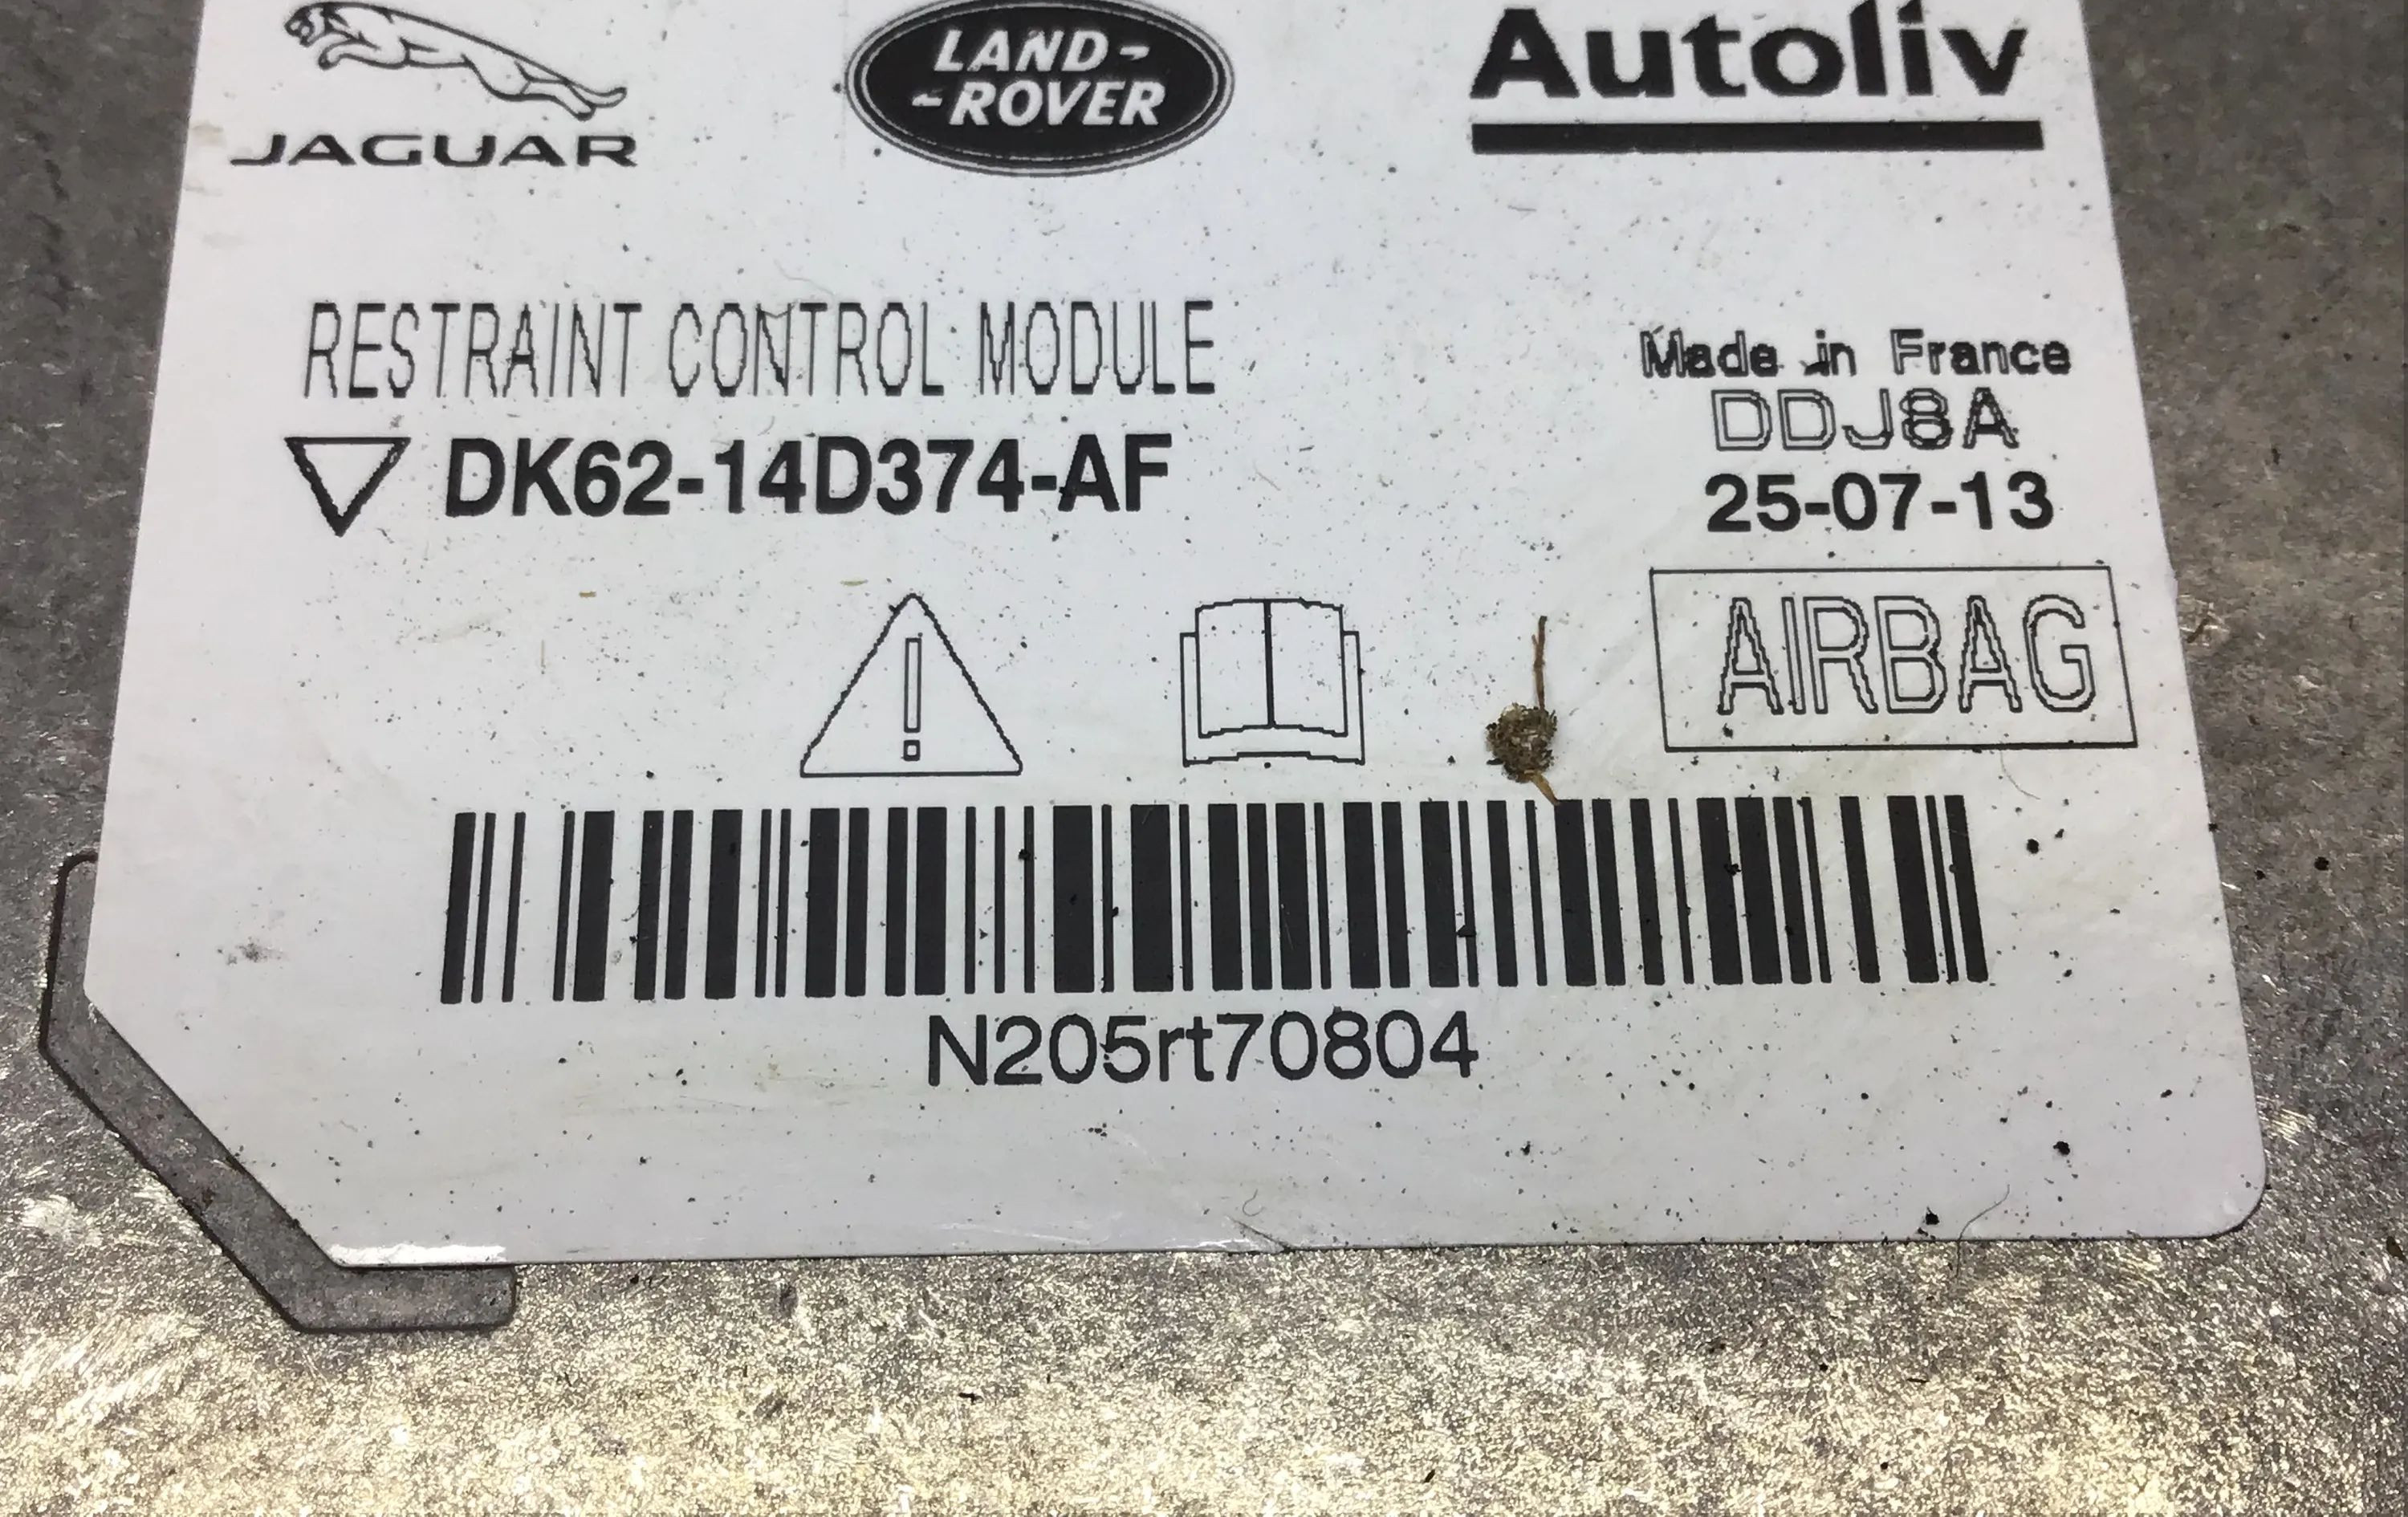 JAGUAR
LAND-
-ROVER
Autoliv
RESTRAINT CONTROL MODULE
DK62-14D374-AF
Made in France
DDJ8A
25-07-13
AIRBAG
N205rt70804